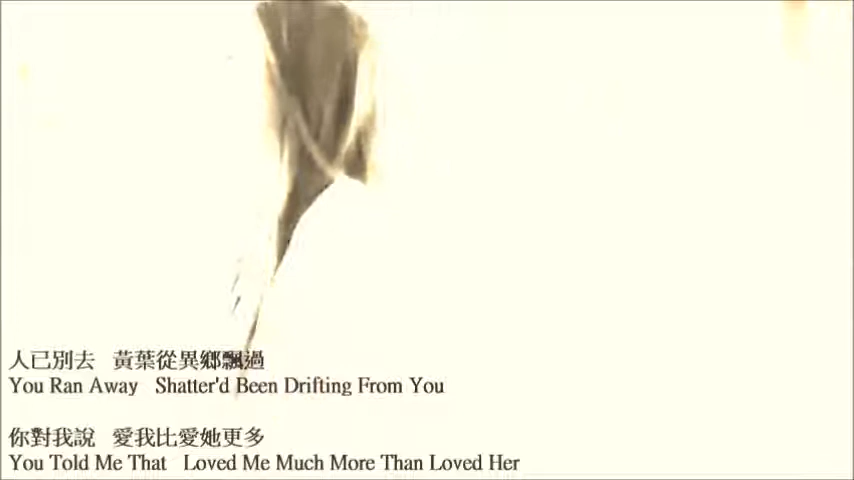 人已別去 黃葉從異鄉飄過
You Ran Away Shatter'd Been Drifting From You
你對我說 愛我比愛她更多
You Told Me That Loved Me Much More Than Loved Her